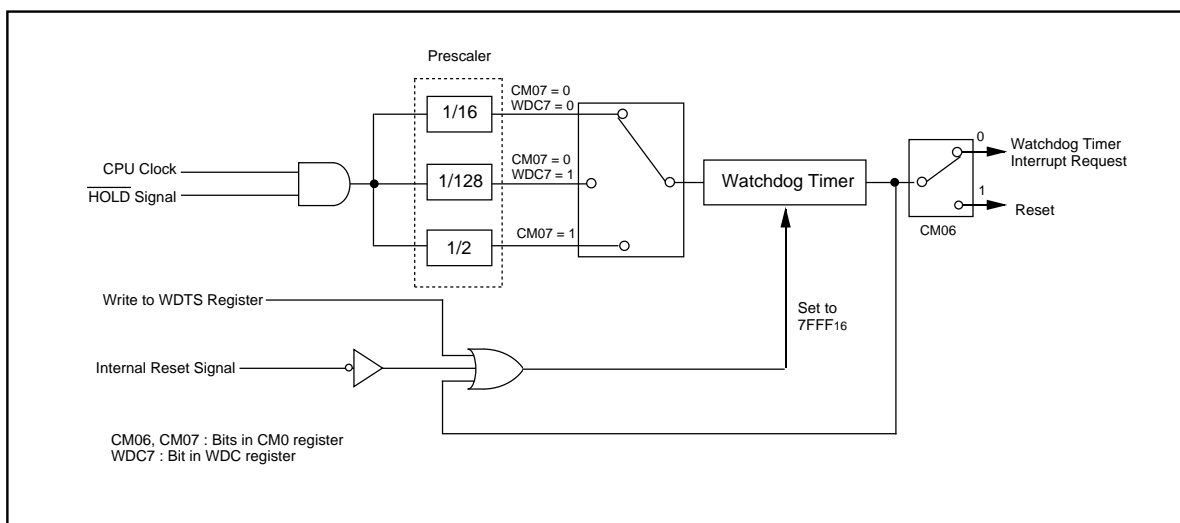 Prescaler
CM07 = 0
WDC7 = 0
1/16
CPU Clock
HOLD Signal
CM07 = 0
WDC7 = 1
1/128
CM07 = 1
1/2
Watchdog Timer
0
Watchdog Timer
Interrupt Request
1
Reset
CM06
Write to WDTS Register
Set to
7FFF16
Internal Reset Signal
CM06, CM07 : Bits in CM0 register
WDC7 : Bit in WDC register